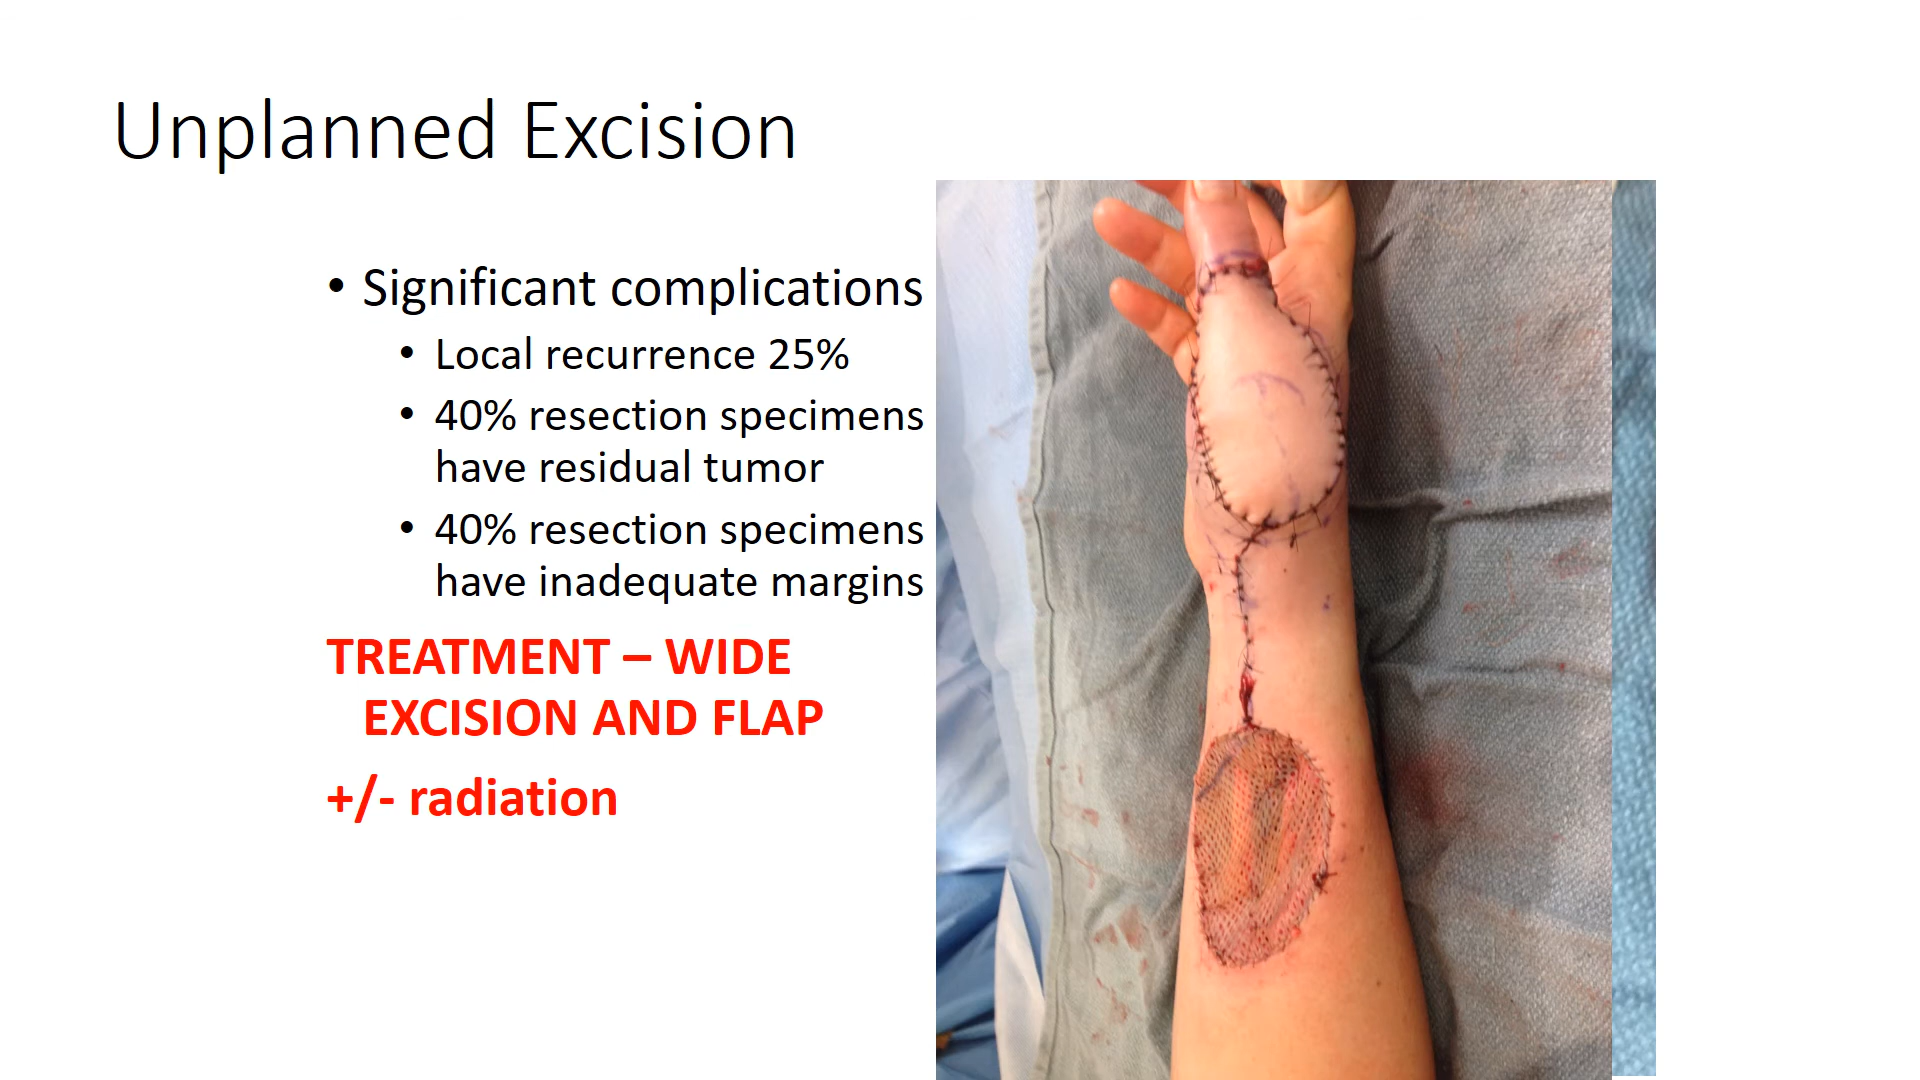 Unplanned Excision
• Significant complications
• Local recurrence 25%
• 40% resection specimens
have residual tumor
• 40% resection specimens
have inadequate margins
TREATMENT – WIDE
EXCISION AND FLAP
+/- radiation